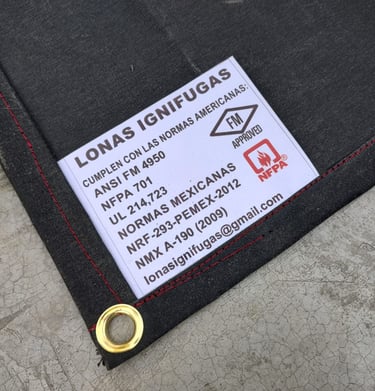 LONAS IGNIFUGAS
CUMPLEN CON LAS NORMAS AMERICANAS:
ANSI FM 4950
NFPA 701
UL 214,723
NORMAS MEXICANAS
NRF-293-PEMEX-2012
NMX A-190 (2009)
lonasignifugas@gmail.com
FM
APPROVED
NFPA